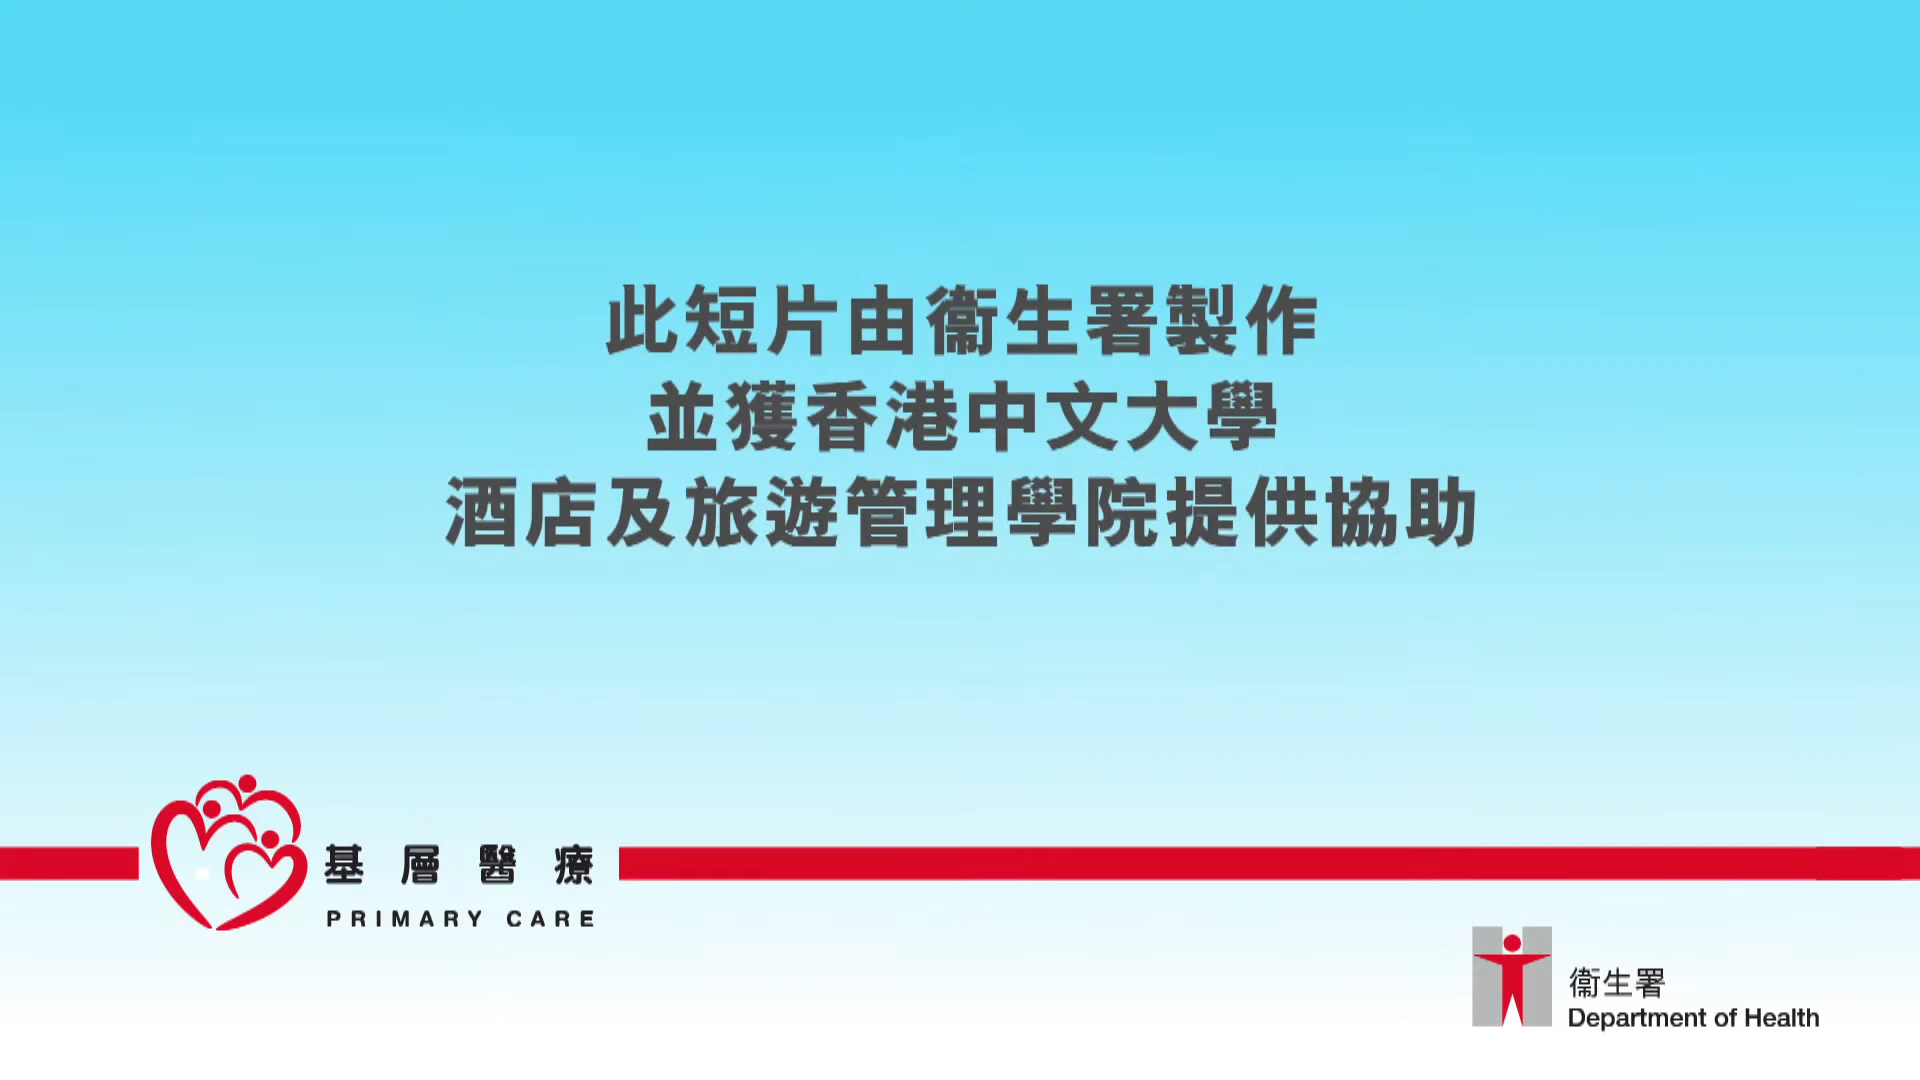 此短片由衞生署製作
並獲香港中文大學
酒店及旅遊管理學院提供協助
基層醫療
PRIMARY CARE
衞生署
Department of Health